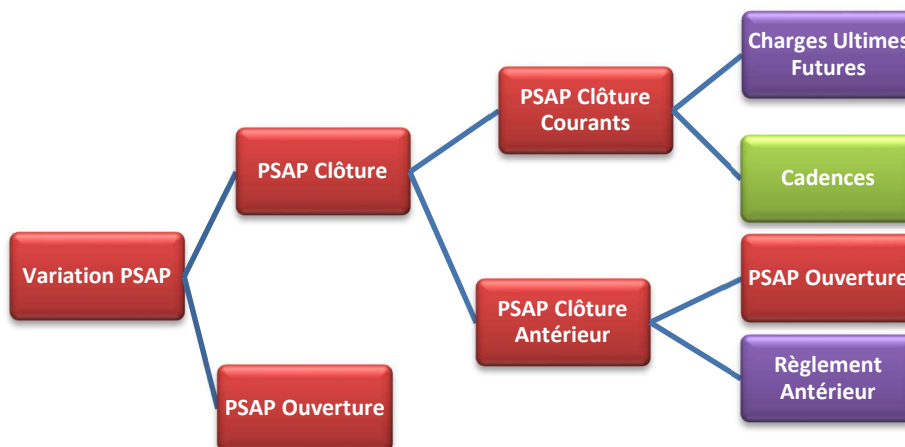 Charges Ultimes
Futures
PSAP Clôture
Courants
PSAP Clôture
Cadences
Variation PSAP
PSAP Ouverture
PSAP Clôture
Antérieur
Règlement
Antérieur
PSAP Ouverture